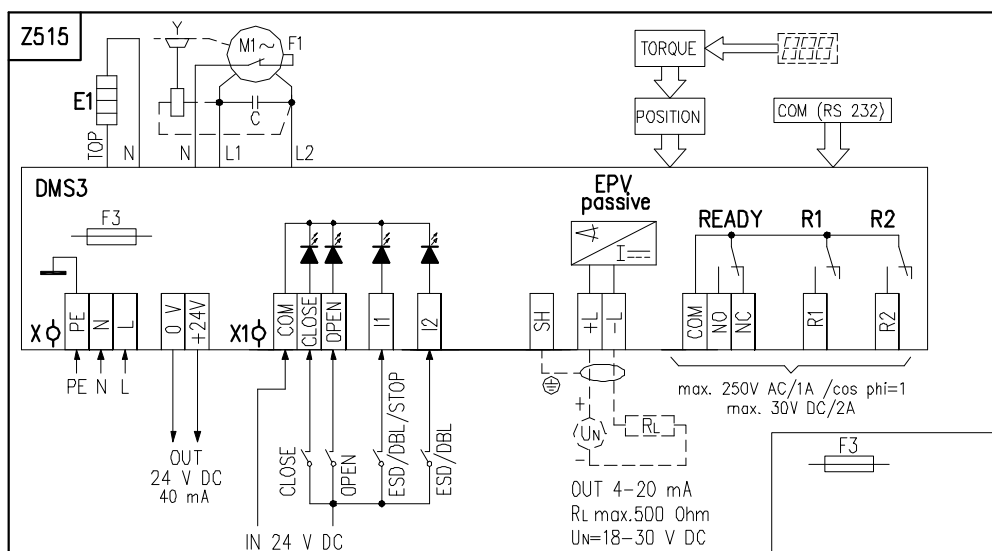 Z515
Y
M1~
F1
E1
C
TOP
N
N
L1
L2
TORQUE
POSITION
COM (RS 232)
DMS3
F3
EPV
passive
READY
R1
R2
X
PE
N
L
0 V
+24V
X1
COM
CLOSE
OPEN
I1
I2
SH
+L
-L
I
COM
NO
NC
R1
R2
PE N L
OUT
24 V DC
40 mA
CLOSE
OPEN
ESD/DBL/STOP
ESD/DBL
IN 24 V DC
+
UN
-
RL
OUT 4-20 mA
RL max.500 Ohm
UN=18-30 V DC
max. 250V AC/1A /cos phi=1
max. 30V DC/2A
F3